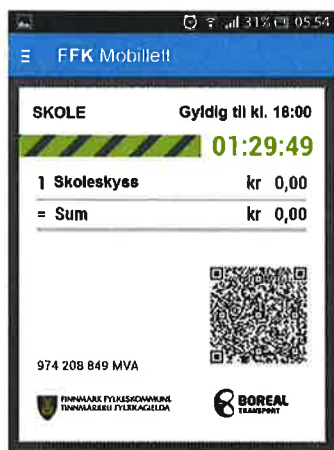 31% 05:54
FFK Mobillett
SKOLE Gyldig til kl. 16:00
01:29:49
1 Skoleskyss kr 0,00
= Sum kr 0,00
974 208 849 MVA
FINNMARK FYLKESKOMMUNE
FINNMÁRKKU FYLKKAGIELDA
BOREAL
TRANSPORT